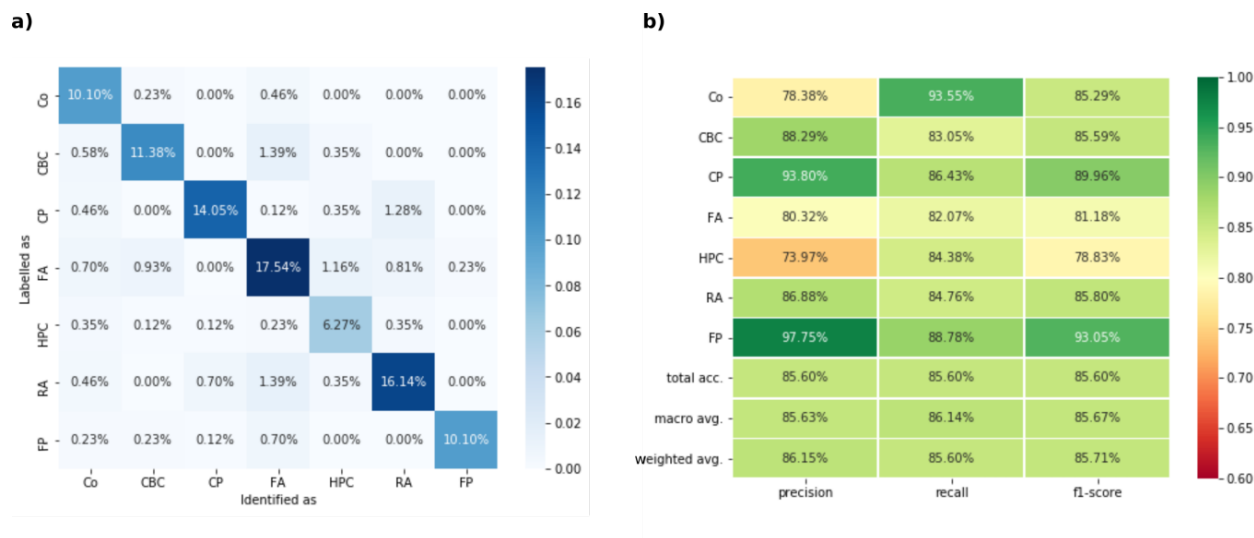 a)
Co 10.10% 0.23% 0.00% 0.46% 0.00% 0.00% 0.00%
CBC 0.58% 11.38% 0.00% 1.39% 0.35% 0.00% 0.00%
CP 0.46% 0.00% 14.05% 0.12% 0.35% 1.28% 0.00%
FA 0.70% 0.93% 0.00% 17.54% 1.16% 0.81% 0.23%
HPC 0.35% 0.12% 0.12% 0.23% 6.27% 0.35% 0.00%
RA 0.46% 0.00% 0.70% 1.39% 0.35% 16.14% 0.00%
FP 0.23% 0.23% 0.12% 0.70% 0.00% 0.00% 10.10%
Co CBC CP FA HPC RA FP
Identified as
Labelled as
0.16
0.14
0.12
0.10
0.08
0.06
0.04
0.02
0.00
b)
Co 78.38% 93.55% 85.29%
CBC 88.29% 83.05% 85.59%
CP 93.80% 86.43% 89.96%
FA 80.32% 82.07% 81.18%
HPC 73.97% 84.38% 78.83%
RA 86.88% 84.76% 85.80%
FP 97.75% 88.78% 93.05%
total acc. 85.60% 85.60% 85.60%
macro avg. 85.63% 86.14% 85.67%
weighted avg. 86.15% 85.60% 85.71%
precision recall f1-score
1.00
0.95
0.90
0.85
0.80
0.75
0.70
0.65
0.60